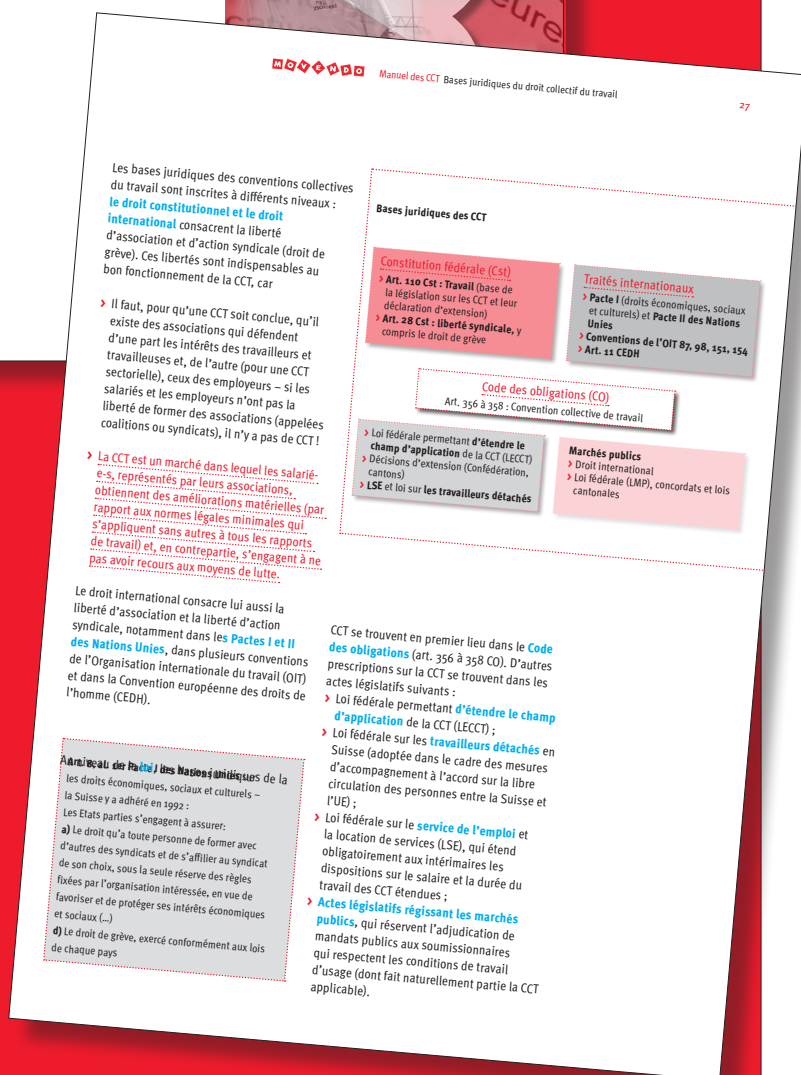 eure
MOVENDO Manuel des CCT Bases juridiques du droit collectif du travail
27
Les bases juridiques des conventions collectives
du travail sont inscrites à différents niveaux :
le droit constitutionnel et le droit
international consacrent la liberté
d'association et d'action syndicale (droit de
grève). Ces libertés sont indispensables au
bon fonctionnement de la CCT, car
› Il faut, pour qu'une CCT soit conclue, qu'il
existe des associations qui défendent
d'une part les intérêts des travailleurs et
travailleuses et, de l'autre (pour une CCT
sectorielle), ceux des employeurs – si les
salariés et les employeurs n'ont pas la
liberté de former des associations (appelées
coalitions ou syndicats), il n'y a pas de CCT !
› La CCT est un marché dans lequel les salarié-
e-s, représentés par leurs associations,
obtiennent des améliorations matérielles (par
rapport aux normes légales minimales qui
s'appliquent sans autres à tous les rapports
de travail) et, en contrepartie, s'engagent à ne
pas avoir recours aux moyens de lutte.
Le droit international consacre lui aussi la
liberté d'association et la liberté d'action
syndicale, notamment dans les Pactes I et II
des Nations Unies, dans plusieurs conventions
de l'Organisation internationale du travail (OIT)
et dans la Convention européenne des droits de
l'homme (CEDH).
Au niveau de la loi, les bases juridiques de la
Art. 8, al. 1er Pacte I des Nations Unies sur
les droits économiques, sociaux et culturels –
la Suisse y a adhéré en 1992 :
Les Etats parties s'engagent à assurer:
a) Le droit qu'a toute personne de former avec
d'autres des syndicats et de s'affilier au syndicat
de son choix, sous la seule réserve des règles
fixées par l'organisation intéressée, en vue de
favoriser et de protéger ses intérêts économiques
et sociaux (…)
d) Le droit de grève, exercé conformément aux lois
de chaque pays
Bases juridiques des CCT
Constitution fédérale (Cst)
› Art. 110 Cst : Travail (base de
la législation sur les CCT et leur
déclaration d'extension)
› Art. 28 Cst : liberté syndicale, y
compris le droit de grève
Traités internationaux
› Pacte I (droits économiques, sociaux
et culturels) et Pacte II des Nations
Unies
› Conventions de l'OIT 87, 98, 151, 154
› Art. 11 CEDH
Code des obligations (CO)
Art. 356 à 358 : Convention collective de travail
› Loi fédérale permettant d'étendre le
champ d'application de la CCT (LECCT)
› Décisions d'extension (Confédération,
cantons)
› LSE et loi sur les travailleurs détachés
Marchés publics
› Droit international
› Loi fédérale (LMP), concordats et lois
cantonales
CCT se trouvent en premier lieu dans le Code
des obligations (art. 356 à 358 CO). D'autres
prescriptions sur la CCT se trouvent dans les
actes législatifs suivants :
› Loi fédérale permettant d'étendre le champ
d'application de la CCT (LECCT) ;
› Loi fédérale sur les travailleurs détachés en
Suisse (adoptée dans le cadre des mesures
d'accompagnement à l'accord sur la libre
circulation des personnes entre la Suisse et
l'UE) ;
› Loi fédérale sur le service de l'emploi et
la location de services (LSE), qui étend
obligatoirement aux intérimaires les
dispositions sur le salaire et la durée du
travail des CCT étendues ;
› Actes législatifs régissant les marchés
publics, qui réservent l'adjudication de
mandats publics aux soumissionnaires
qui respectent les conditions de travail
d'usage (dont fait naturellement partie la CCT
applicable).